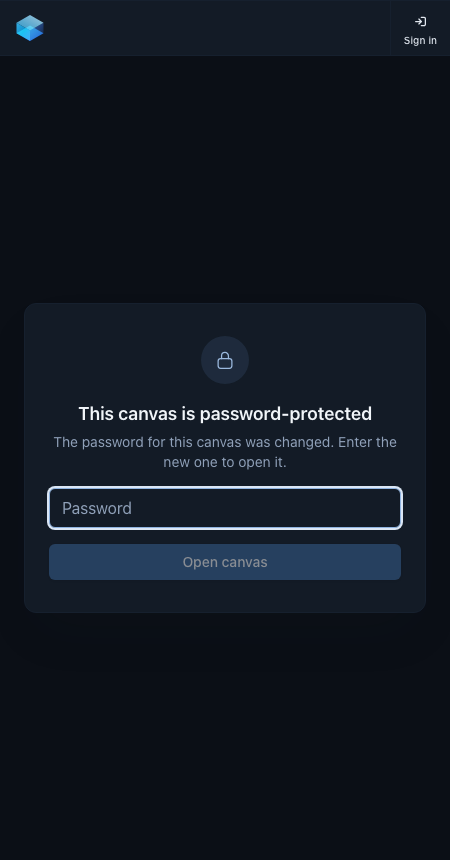 Sign in
This canvas is password-protected
The password for this canvas was changed. Enter the
new one to open it.
Password
Open canvas